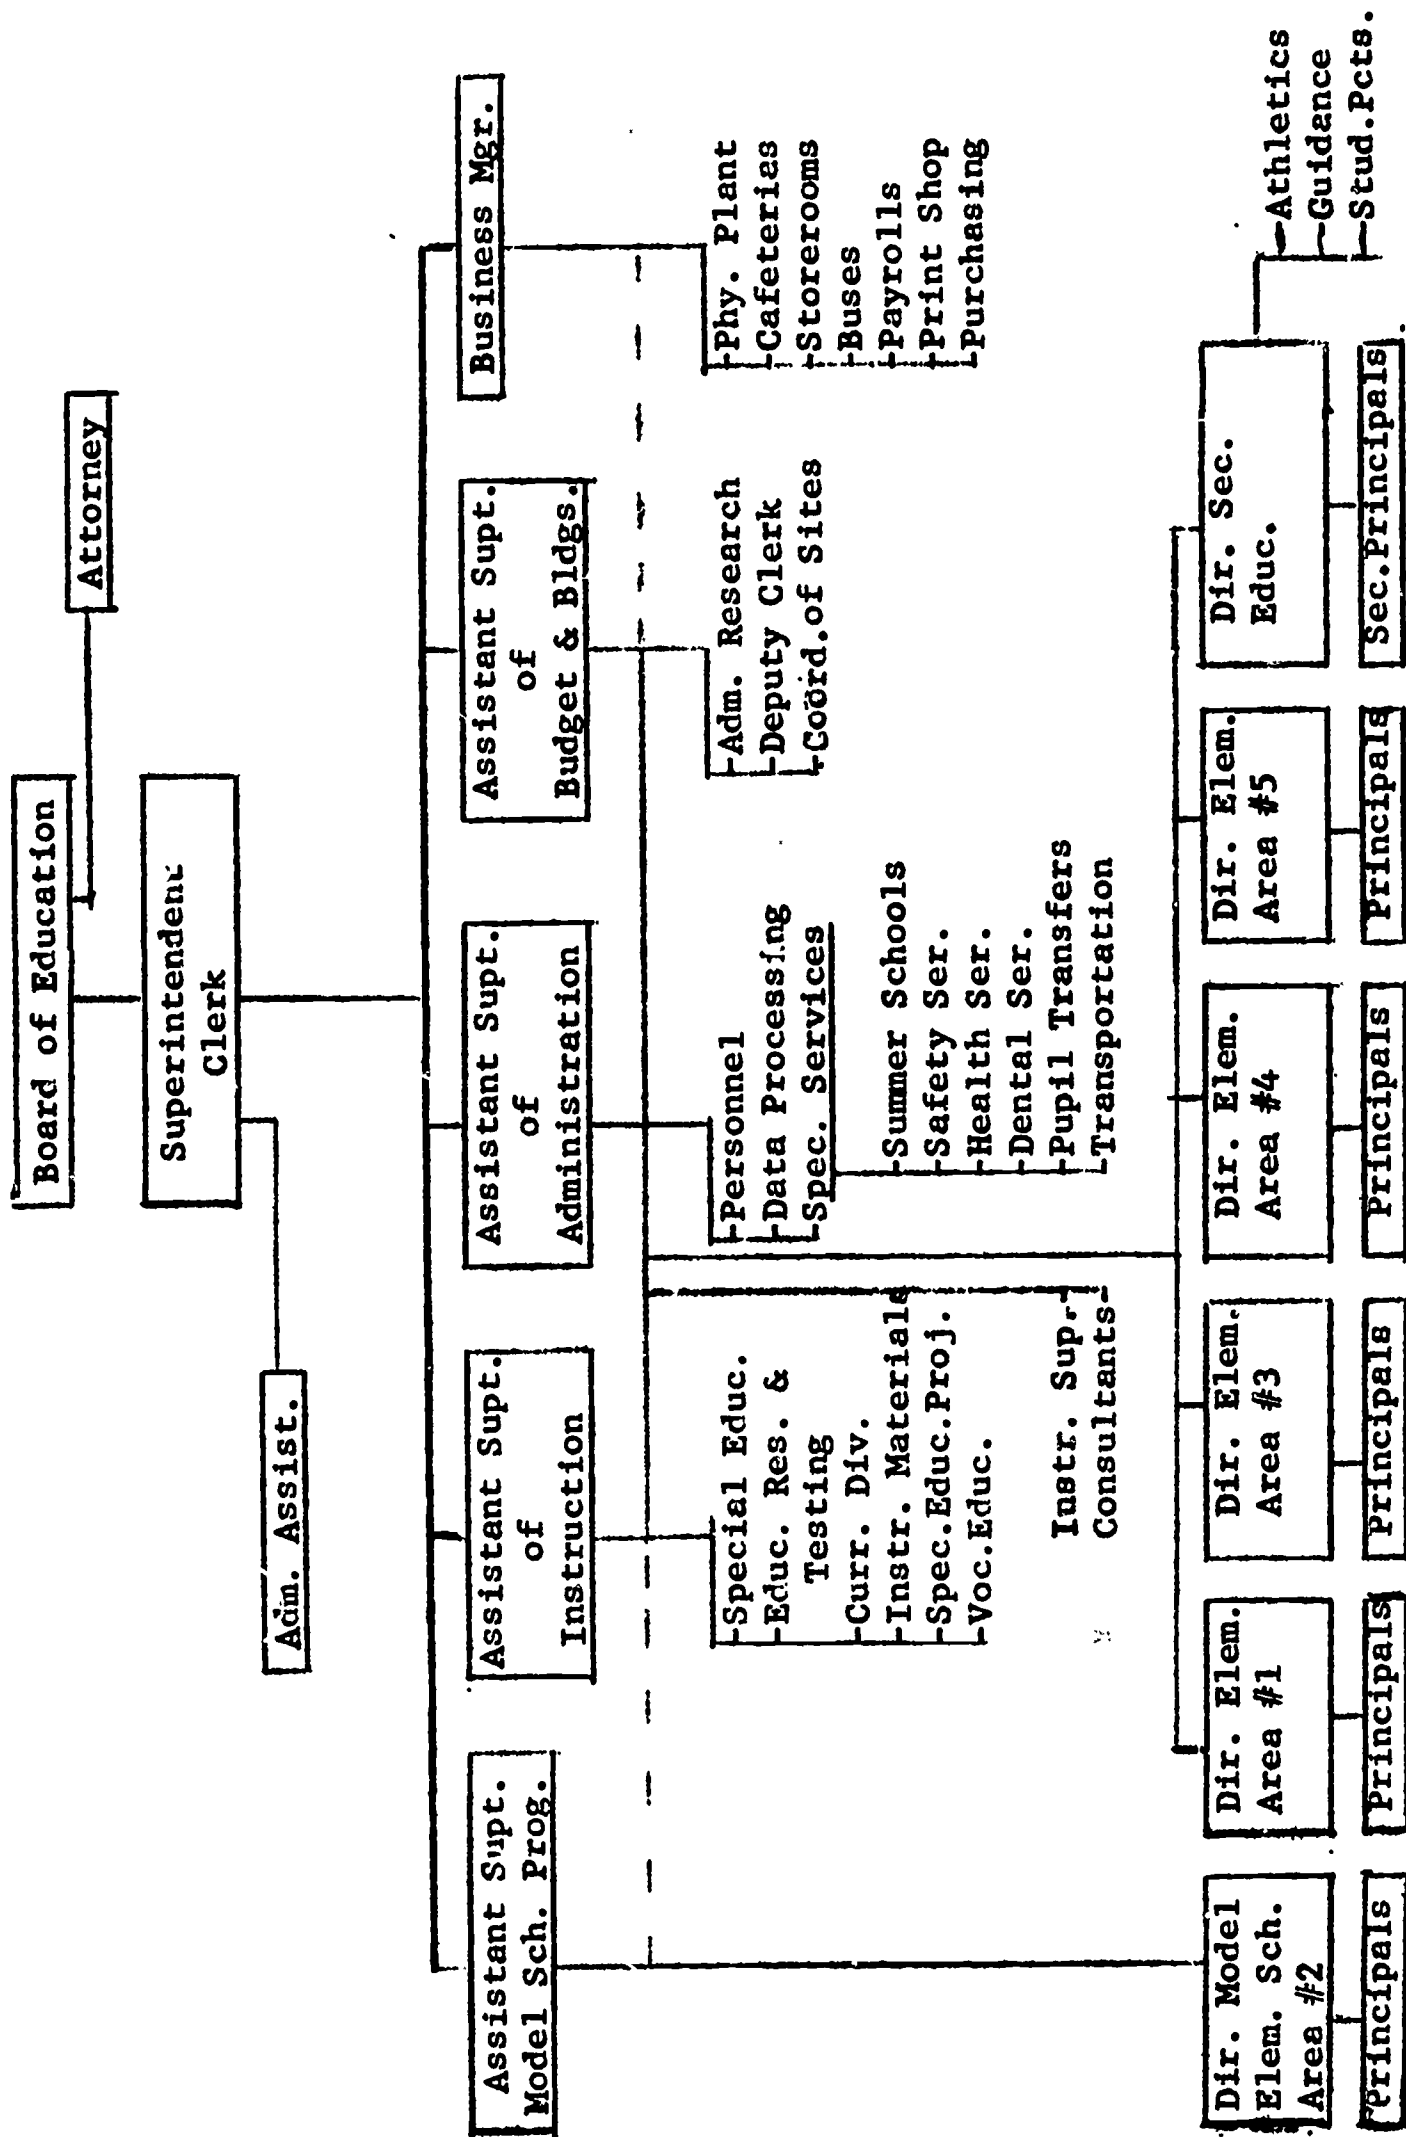 Board of Education
Attorney
Superintendent
Clerk
Adm. Assist.
Assistant Supt.
Model Sch. Prog.
Assistant Supt.
of
Instruction
Assistant Supt.
of
Administration
Assistant Supt.
of
Budget & Bldgs.
Business Mgr.
Special Educ.
Educ. Res. &
Testing
Curr. Div.
Instr. Materials
Spec.Educ.Proj.
Voc.Educ.
Instr. Sup.
Consultants
Personnel
Data Processing
Spec. Services
Summer Schools
Safety Ser.
Health Ser.
Dental Ser.
Pupil Transfers
Transportation
Adm. Research
Deputy Clerk
Coord.of Sites
Phy. Plant
Cafeterias
Storerooms
Buses
Payrolls
Print Shop
Purchasing
Dir. Model
Elem. Sch.
Area #2
Principals
Dir. Elem.
Area #1
Principals
Dir. Elem.
Area #3
Principals
Dir. Elem.
Area #4
Principals
Dir. Elem.
Area #5
Principals
Dir. Sec.
Educ.
Sec.Principals
Athletics
Guidance
Stud.Pcts.